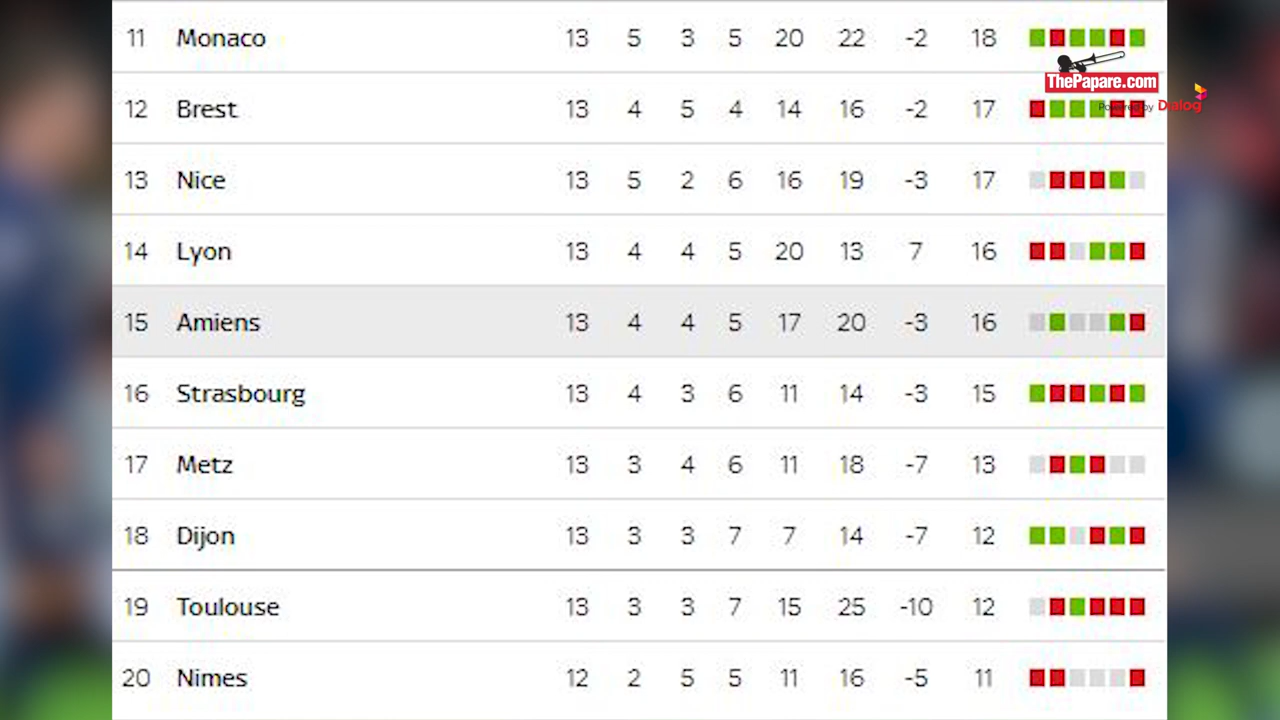 11 Monaco 13 5 3 5 20 22 -2 18
ThePapare.com
12 Brest 13 4 5 4 14 16 -2 17
Powered by Dialog
13 Nice 13 5 2 6 16 19 -3 17
14 Lyon 13 4 4 5 20 13 7 16
15 Amiens 13 4 4 5 17 20 -3 16
16 Strasbourg 13 4 3 6 11 14 -3 15
17 Metz 13 3 4 6 11 18 -7 13
18 Dijon 13 3 3 7 7 14 -7 12
19 Toulouse 13 3 3 7 15 25 -10 12
20 Nimes 12 2 5 5 11 16 -5 11